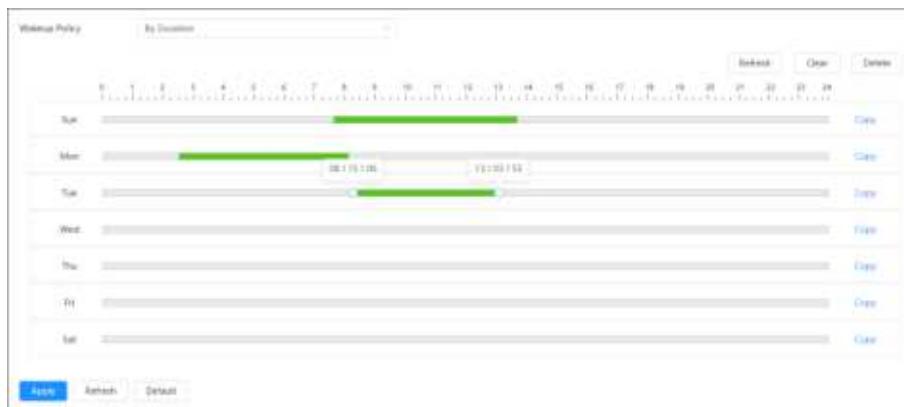 Wakeup Policy By Duration
Refresh Clear Delete
0 1 2 3 4 5 6 7 8 9 10 11 12 13 14 15 16 17 18 19 20 21 22 23 24
Sun Copy
Mon Copy
Tue Copy
Wed Copy
Thu Copy
Fri Copy
Sat Copy
Apply Refresh Default